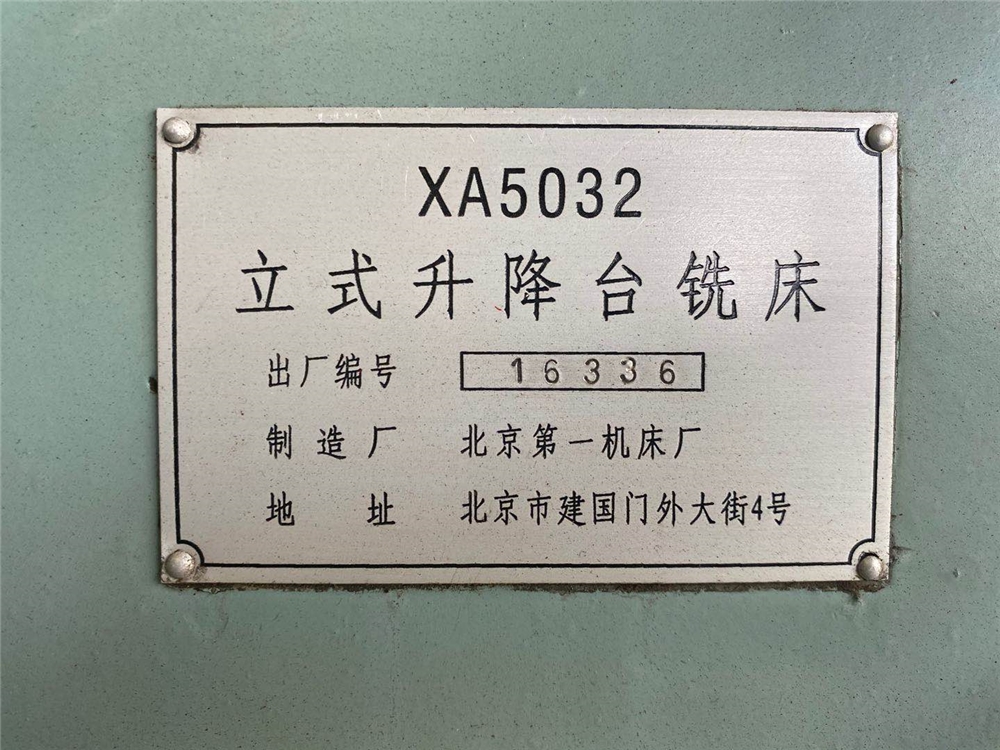 XA5032
立式升降台铣床
出厂编号 16336
制造厂 北京第一机床厂
地址 北京市建国门外大街4号